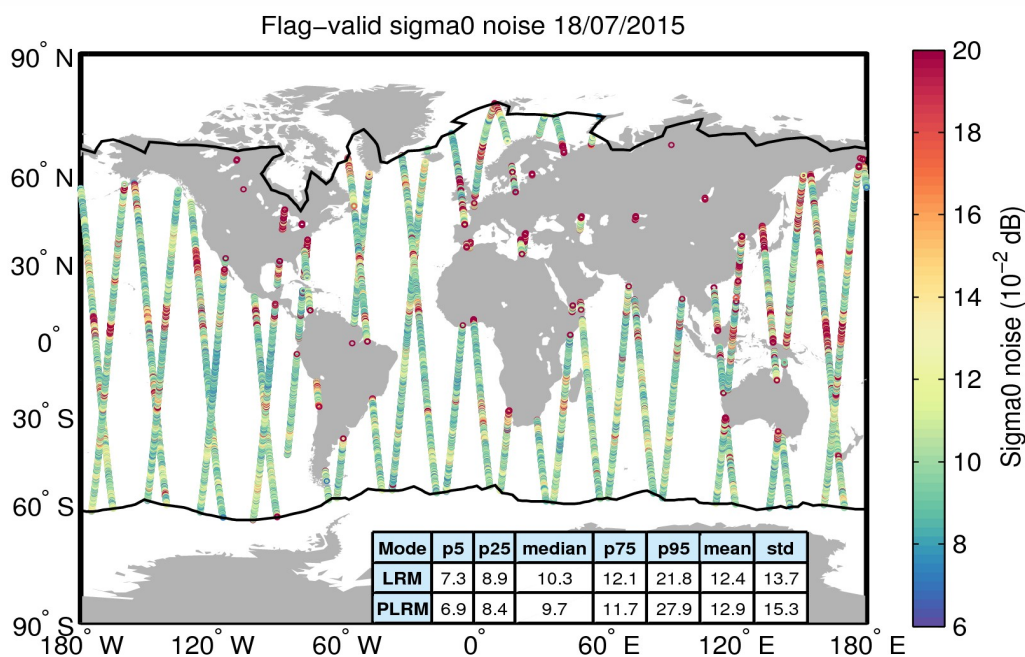 Flag−valid sigma0 noise 18/07/2015
90° N
60° N
30° N
0°
30° S
60° S
90° S
180° W
120° W
60° W
0°
60° E
120° E
180° E
20
18
16
14
12
10
8
6
Sigma0 noise (10⁻² dB)
Mode p5 p25 median p75 p95 mean std
LRM 7.3 8.9 10.3 12.1 21.8 12.4 13.7
PLRM 6.9 8.4 9.7 11.7 27.9 12.9 15.3